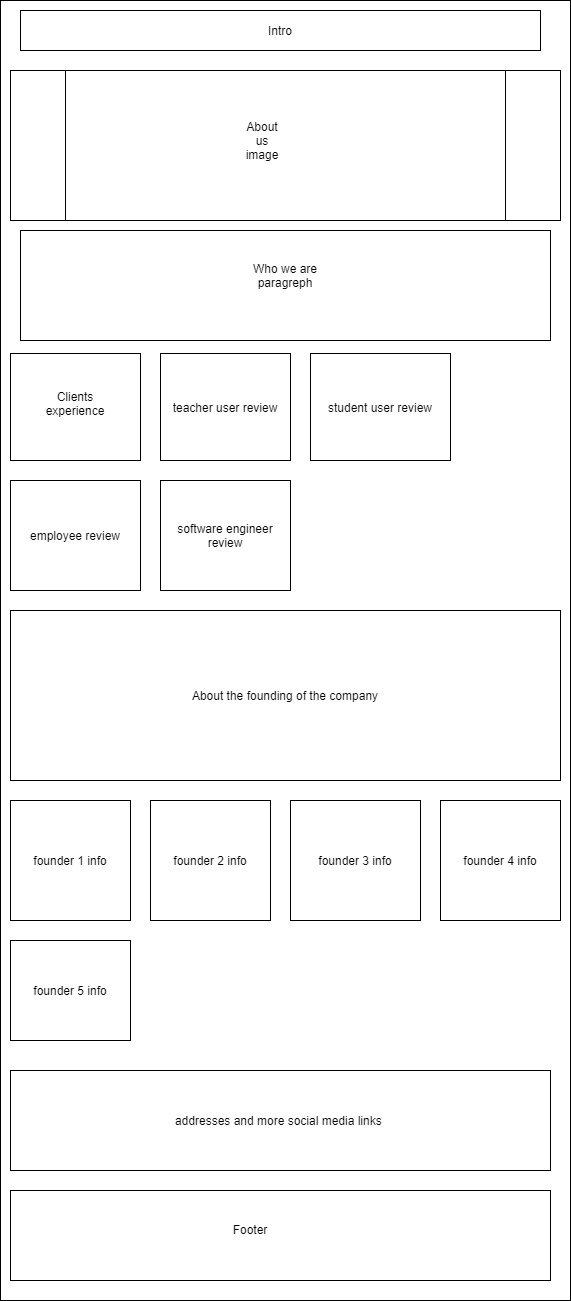 Intro
About
us
image
Who we are
paragreph
Clients
experience
teacher user review
student user review
employee review
software engineer
review
About the founding of the company
founder 1 info
founder 2 info
founder 3 info
founder 4 info
founder 5 info
addresses and more social media links
Footer